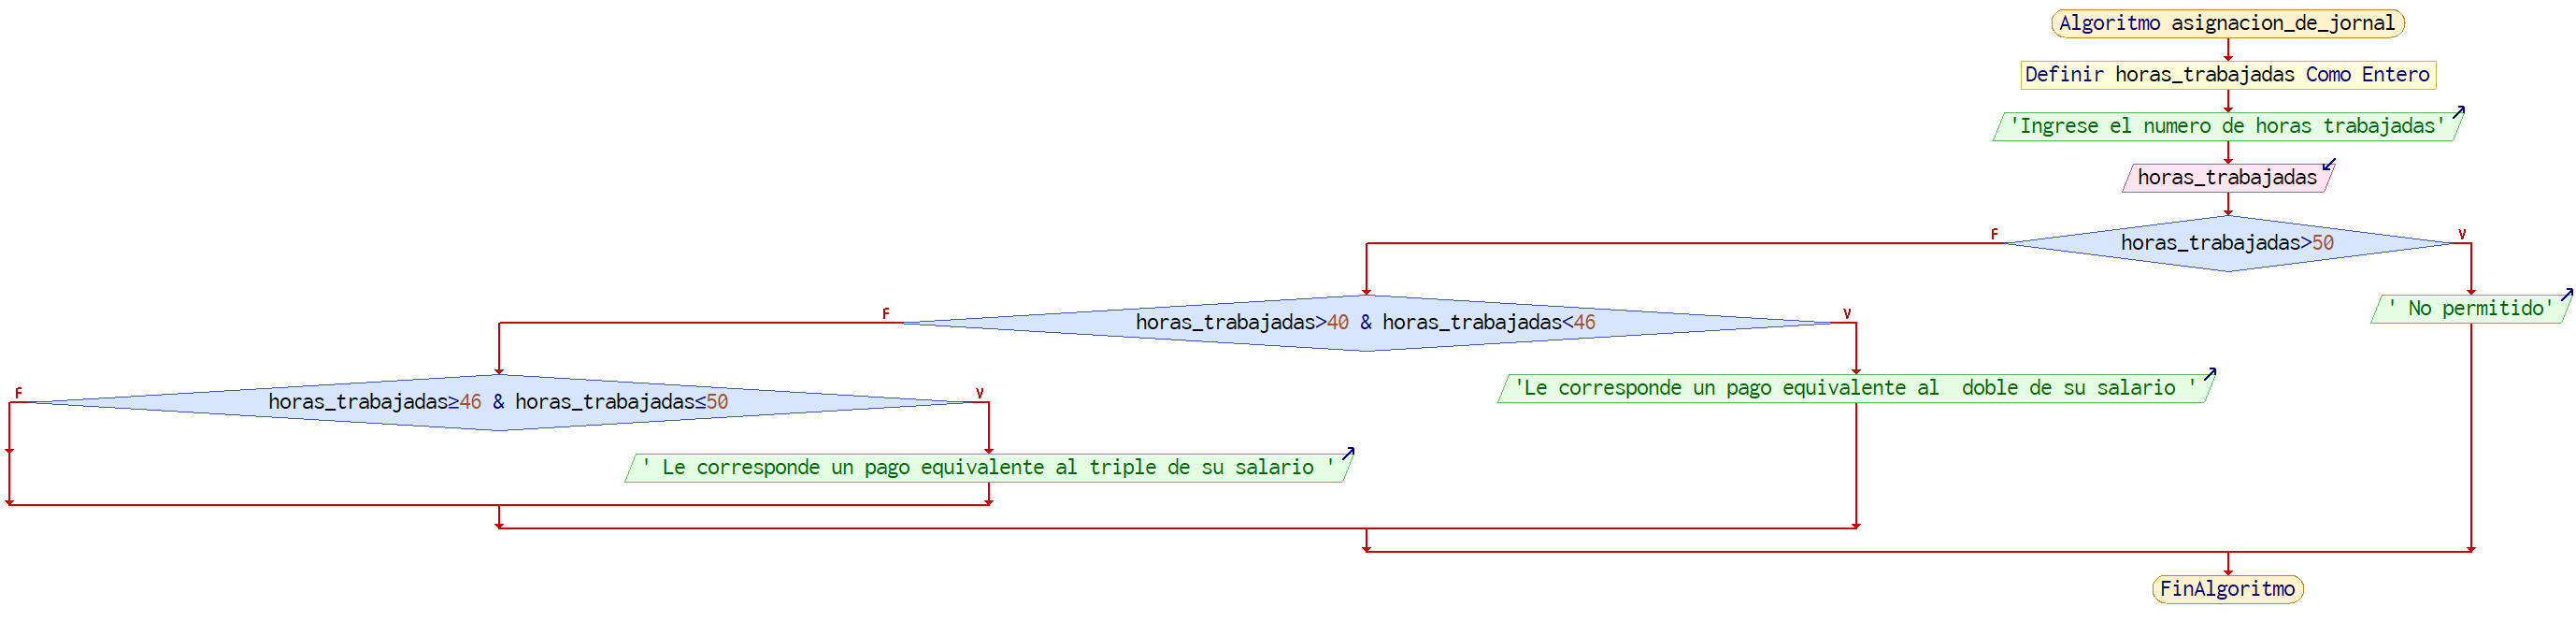 Algoritmo asignacion_de_jornal
Definir horas_trabajadas Como Entero
'Ingrese el numero de horas trabajadas'
horas_trabajadas
F
horas_trabajadas>50
V
' No permitido'
F
horas_trabajadas>40 & horas_trabajadas<46
V
'Le corresponde un pago equivalente al  doble de su salario '
F
horas_trabajadas≥46 & horas_trabajadas≤50
V
' Le corresponde un pago equivalente al triple de su salario '
FinAlgoritmo